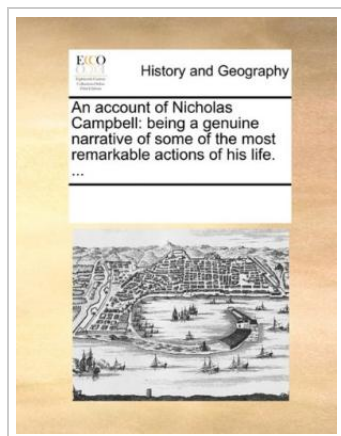 ECCO
History and Geography
An account of Nicholas
Campbell: being a genuine
narrative of some of the most
remarkable actions of his life.
...